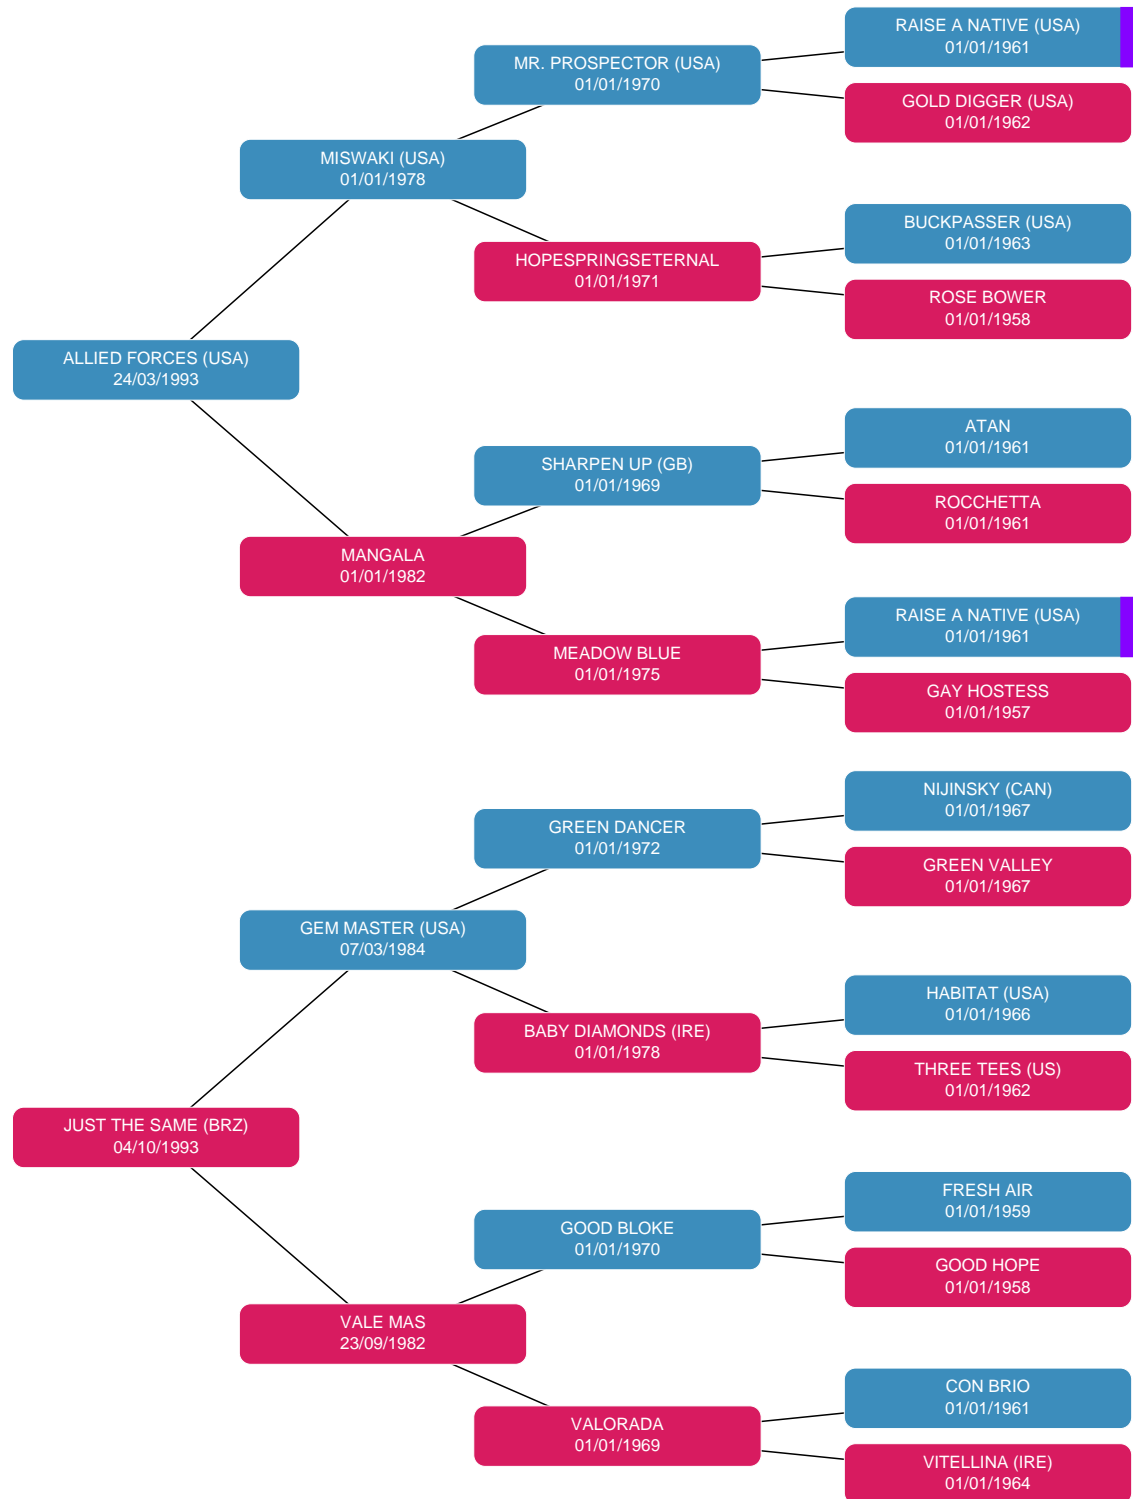 RAISE A NATIVE (USA)
01/01/1961
MR. PROSPECTOR (USA)
01/01/1970
GOLD DIGGER (USA)
01/01/1962
MISWAKI (USA)
01/01/1978
BUCKPASSER (USA)
01/01/1963
HOPESPRINGSETERNAL
01/01/1971
ROSE BOWER
01/01/1958
ALLIED FORCES (USA)
24/03/1993
ATAN
01/01/1961
SHARPEN UP (GB)
01/01/1969
ROCCHETTA
01/01/1961
MANGALA
01/01/1982
RAISE A NATIVE (USA)
01/01/1961
MEADOW BLUE
01/01/1975
GAY HOSTESS
01/01/1957
NIJINSKY (CAN)
01/01/1967
GREEN DANCER
01/01/1972
GREEN VALLEY
01/01/1967
GEM MASTER (USA)
07/03/1984
HABITAT (USA)
01/01/1966
BABY DIAMONDS (IRE)
01/01/1978
THREE TEES (US)
01/01/1962
JUST THE SAME (BRZ)
04/10/1993
FRESH AIR
01/01/1959
GOOD BLOKE
01/01/1970
GOOD HOPE
01/01/1958
VALE MAS
23/09/1982
CON BRIO
01/01/1961
VALORADA
01/01/1969
VITELLINA (IRE)
01/01/1964